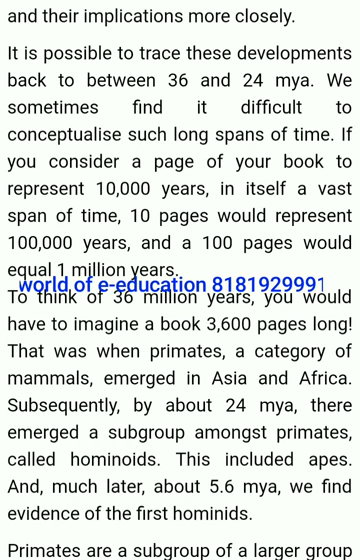 and their implications more closely.
It is possible to trace these developments
back to between 36 and 24 mya. We
sometimes find it difficult to
conceptualise such long spans of time. If
you consider a page of your book to
represent 10,000 years, in itself a vast
span of time, 10 pages would represent
100,000 years, and a 100 pages would
equal 1 million years.
world of e-education 8181929991
To think of 36 million years, you would
have to imagine a book 3,600 pages long!
That was when primates, a category of
mammals, emerged in Asia and Africa.
Subsequently, by about 24 mya, there
emerged a subgroup amongst primates,
called hominoids. This included apes.
And, much later, about 5.6 mya, we find
evidence of the first hominids.
Primates are a subgroup of a larger group